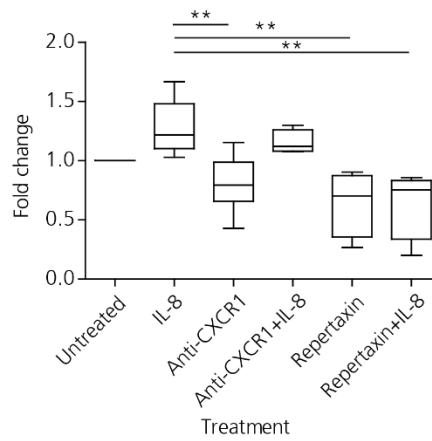 **
**
**
2.0
1.5
1.0
0.5
0.0
Fold change
Untreated
IL-8
Anti-CXCR1
Anti-CXCR1+IL-8
Repertaxin
Repertaxin+IL-8
Treatment